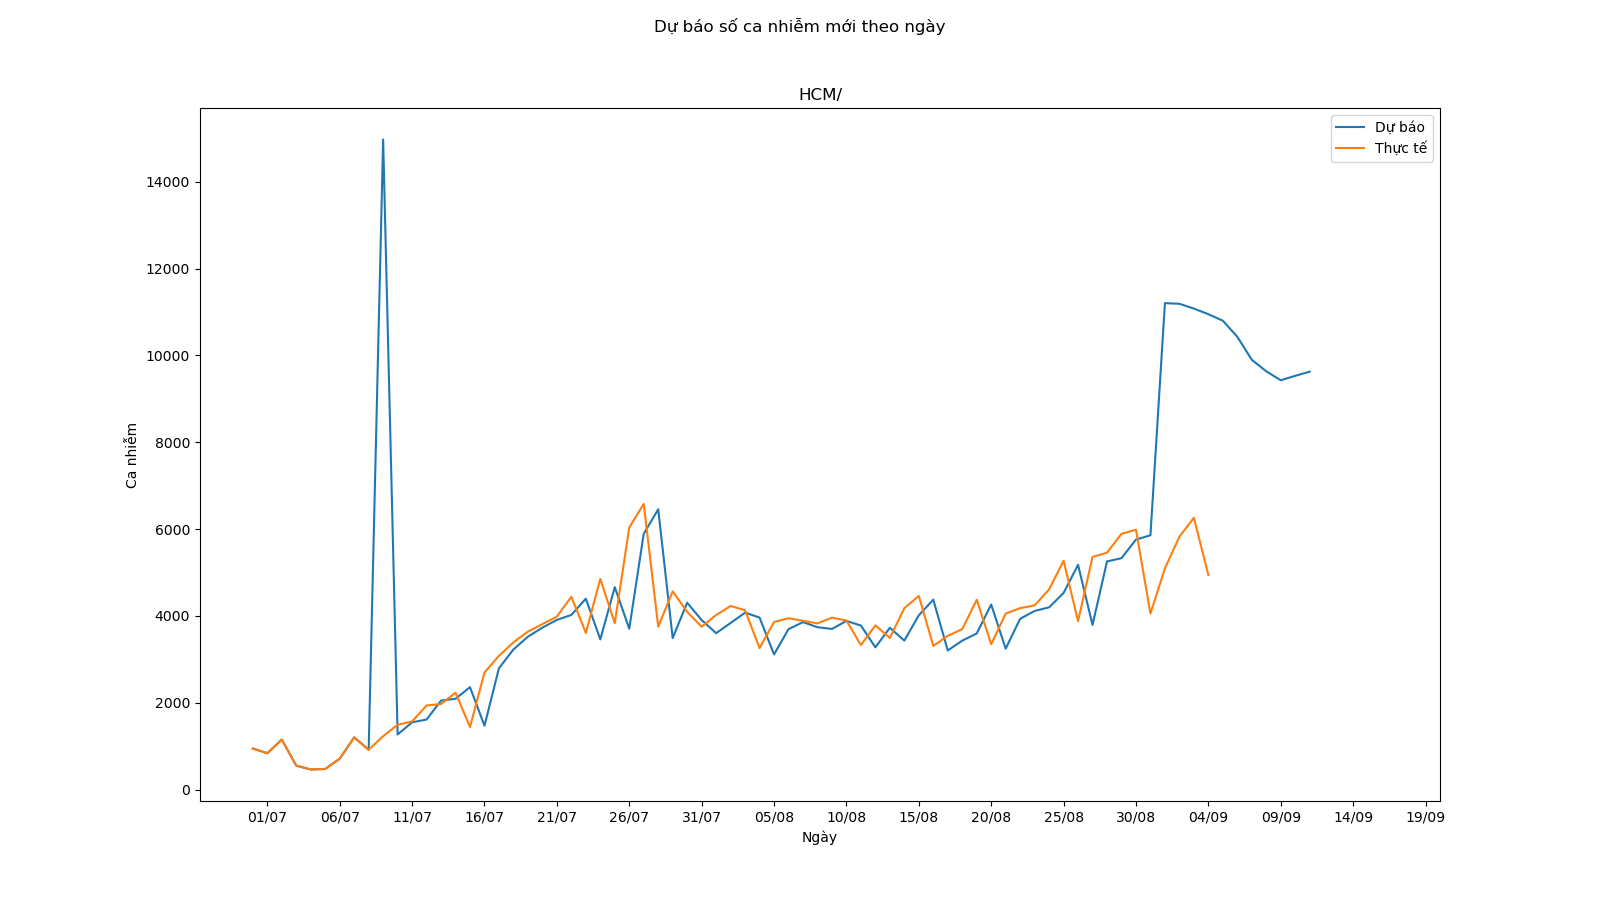 Dự báo số ca nhiễm mới theo ngày
HCM/
Dự báo
Thực tế
14000
12000
10000
8000
6000
4000
2000
0
Ca nhiễm
01/07 06/07 11/07 16/07 21/07 26/07 31/07 05/08 10/08 15/08 20/08 25/08 30/08 04/09 09/09 14/09 19/09
Ngày